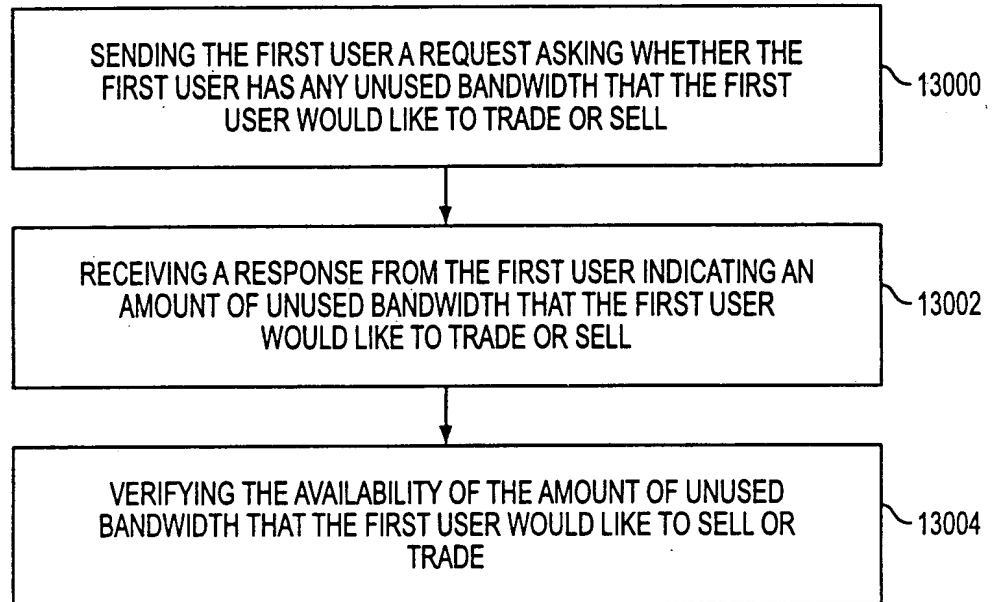 SENDING THE FIRST USER A REQUEST ASKING WHETHER THE
FIRST USER HAS ANY UNUSED BANDWIDTH THAT THE FIRST
USER WOULD LIKE TO TRADE OR SELL
13000
RECEIVING A RESPONSE FROM THE FIRST USER INDICATING AN
AMOUNT OF UNUSED BANDWIDTH THAT THE FIRST USER
WOULD LIKE TO TRADE OR SELL
13002
VERIFYING THE AVAILABILITY OF THE AMOUNT OF UNUSED
BANDWIDTH THAT THE FIRST USER WOULD LIKE TO SELL OR
TRADE
13004